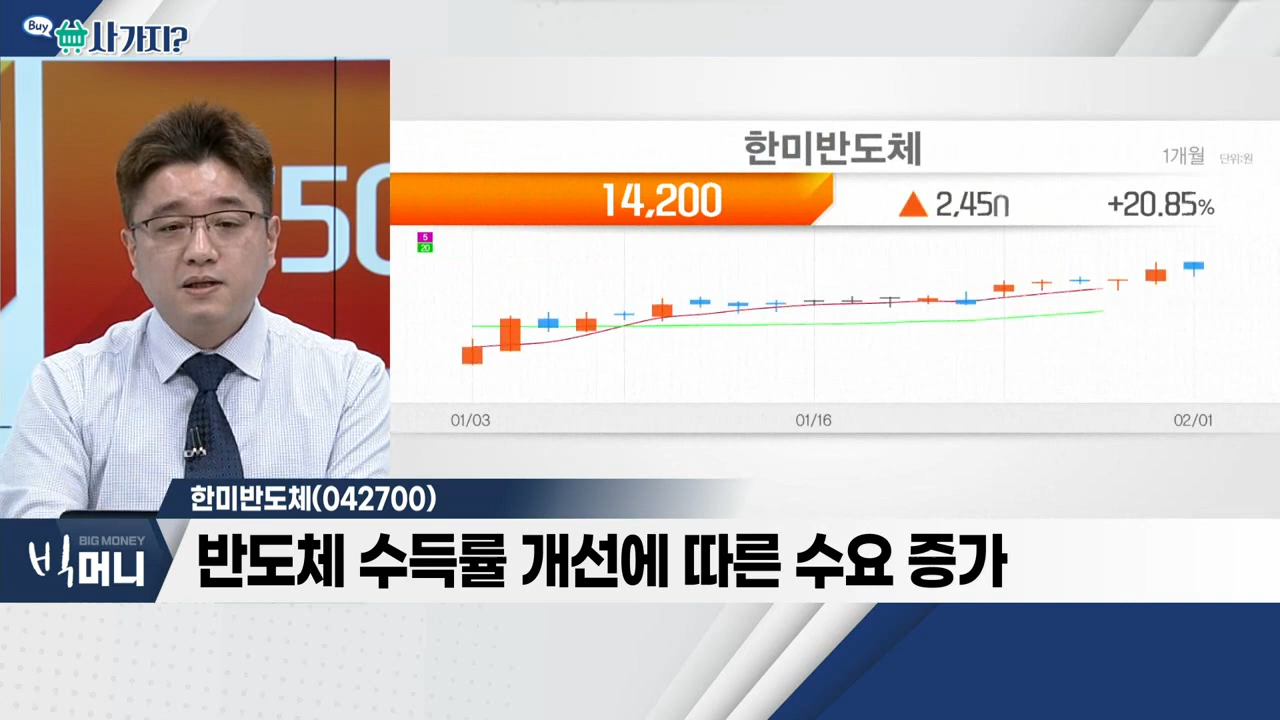 Buy
사가지?
50
한미반도체
1개월 단위:원
14,200 ▲ 2,450 +20.85%
5
20
01/03 01/16 02/01
한미반도체(042700)
BIG MONEY
빅머니
반도체 수득률 개선에 따른 수요 증가